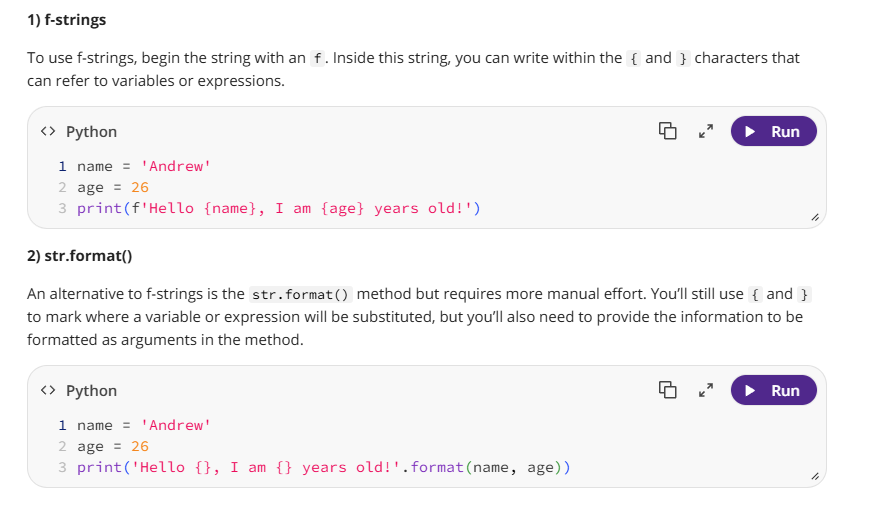 1) f-strings
To use f-strings, begin the string with an f. Inside this string, you can write within the { and } characters that
can refer to variables or expressions.
<> Python
Run
1 name = 'Andrew'
2 age = 26
3 print(f'Hello {name}, I am {age} years old!')
2) str.format()
An alternative to f-strings is the str.format() method but requires more manual effort. You'll still use { and }
to mark where a variable or expression will be substituted, but you'll also need to provide the information to be
formatted as arguments in the method.
<> Python
Run
1 name = 'Andrew'
2 age = 26
3 print('Hello {}, I am {} years old!'.format(name, age))